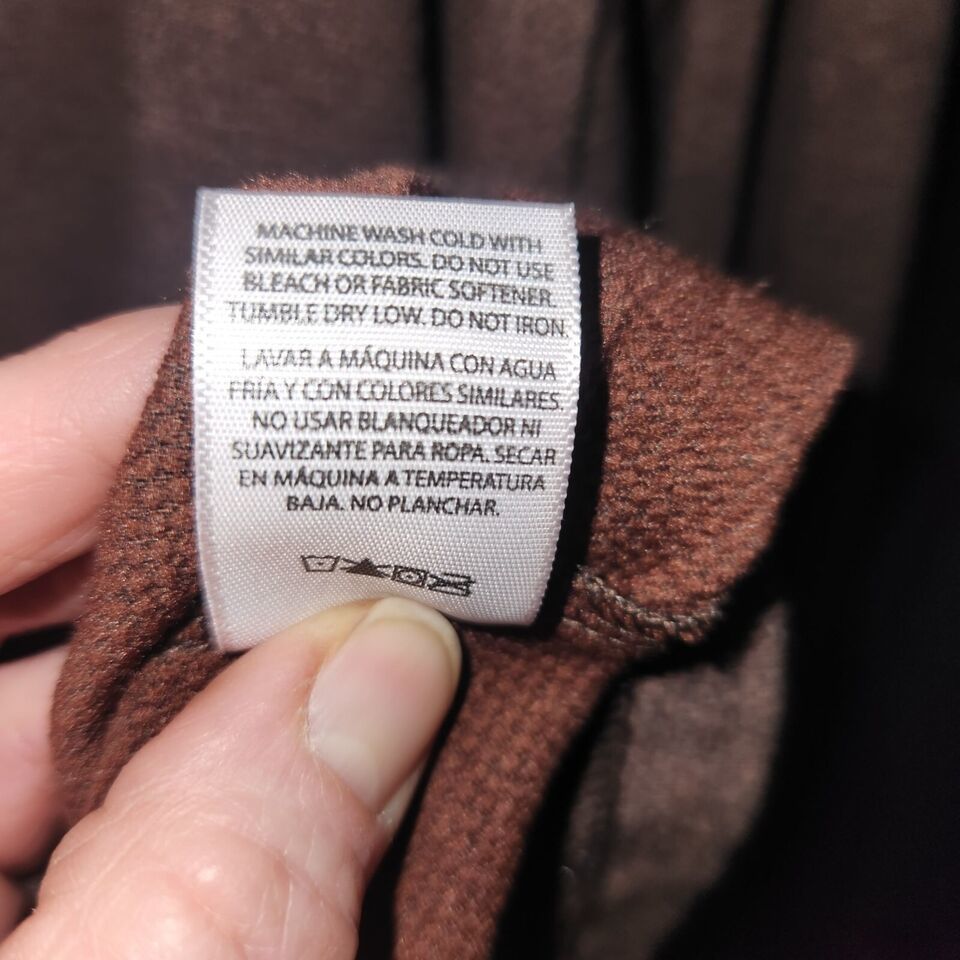 MACHINE WASH COLD WITH
SIMILAR COLORS. DO NOT USE
BLEACH OR FABRIC SOFTENER.
TUMBLE DRY LOW. DO NOT IRON.
LAVAR A MÁQUINA CON AGUA
FRÍA Y CON COLORES SIMILARES.
NO USAR BLANQUEADOR NI
SUAVIZANTE PARA ROPA. SECAR
EN MÁQUINA A TEMPERATURA
BAJA. NO PLANCHAR.